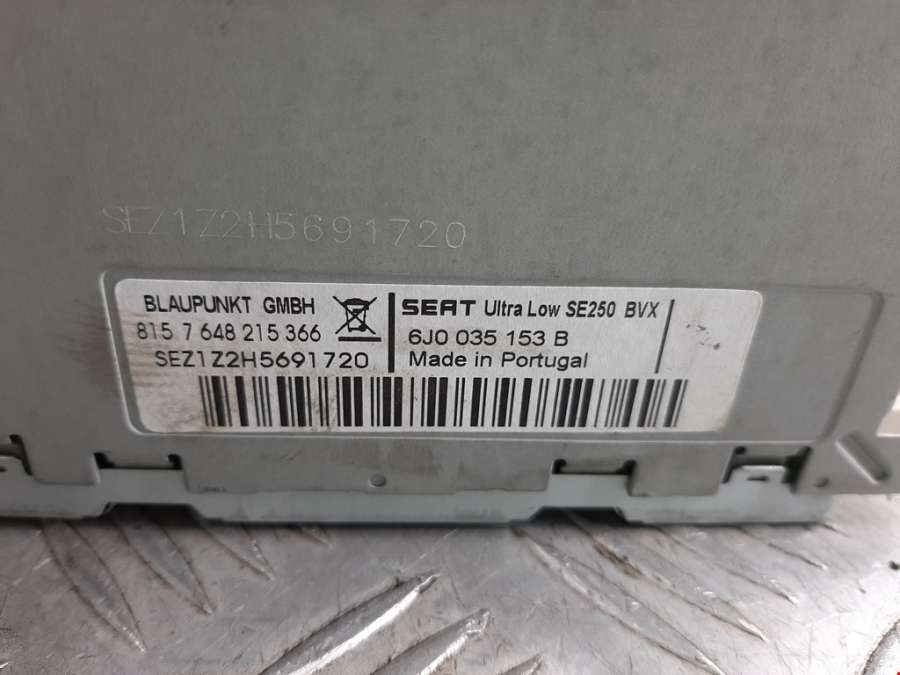 SEZ1Z2H5691720
BLAUPUNKT GMBH
815 7 648 215 366
SEZ1Z2H5691720
SEAT Ultra Low SE250 BVX
6J0 035 153 B
Made in Portugal